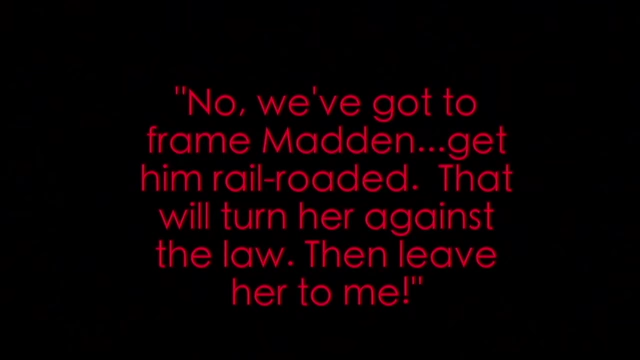 "No, we've got to
frame Madden...get
him rail-roaded.  That
will turn her against
the law. Then leave
her to me!"